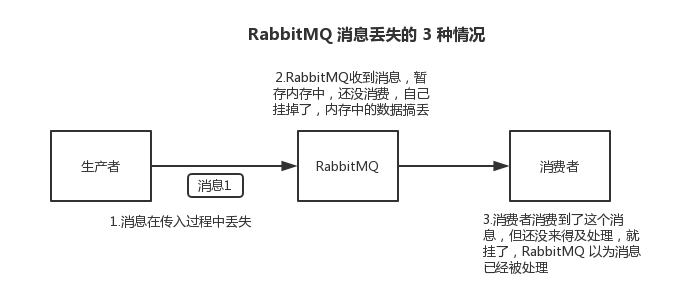 RabbitMQ 消息丢失的 3 种情况
2.RabbitMQ收到消息，暂
存内存中，还没消费，自己
挂掉了，内存中的数据搞丢
生产者
RabbitMQ
消费者
消息1
1.消息在传入过程中丢失
3.消费者消费到了这个消
息，但还没来得及处理，就
挂了，RabbitMQ 以为消息
已经被处理